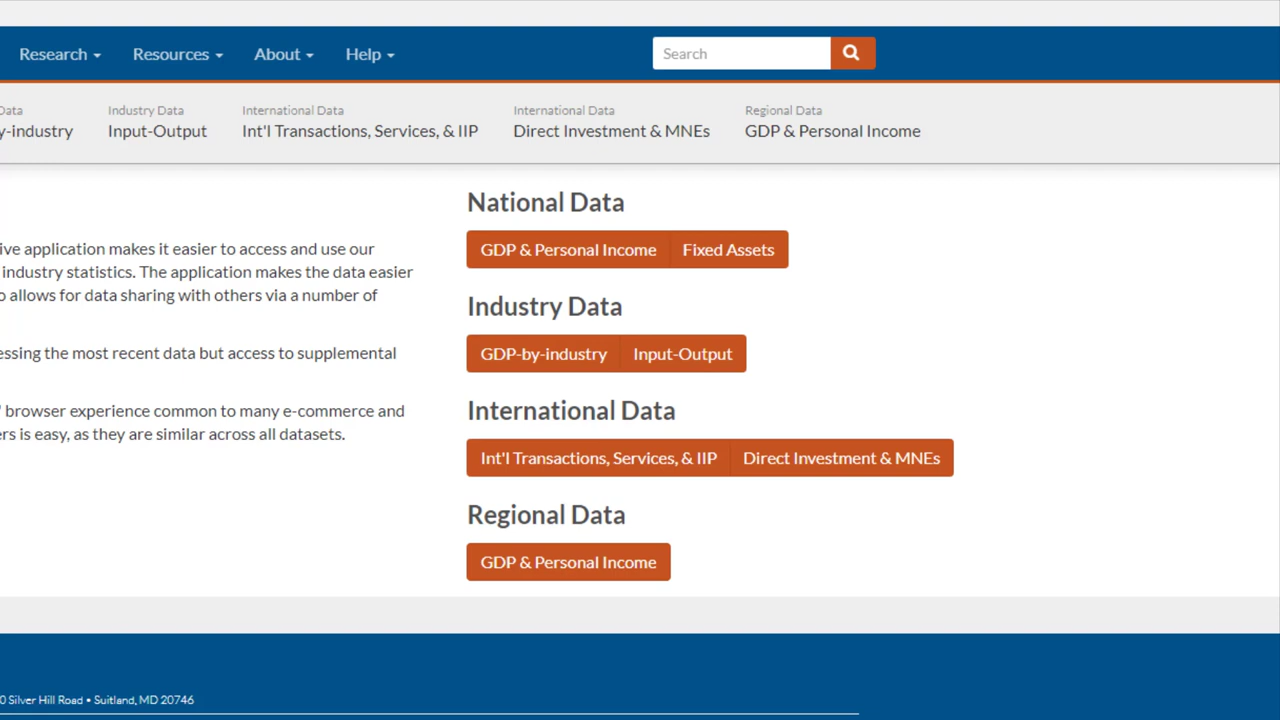 Research
Resources
About
Help
Search
Data
y-industry
Industry Data
Input-Output
International Data
Int'l Transactions, Services, & IIP
International Data
Direct Investment & MNEs
Regional Data
GDP & Personal Income
ive application makes it easier to access and use our
industry statistics. The application makes the data easier
o allows for data sharing with others via a number of
essing the most recent data but access to supplemental
browser experience common to many e-commerce and
ers is easy, as they are similar across all datasets.
National Data
GDP & Personal Income
Fixed Assets
Industry Data
GDP-by-industry
Input-Output
International Data
Int'l Transactions, Services, & IIP
Direct Investment & MNEs
Regional Data
GDP & Personal Income
0 Silver Hill Road • Suitland, MD 20746